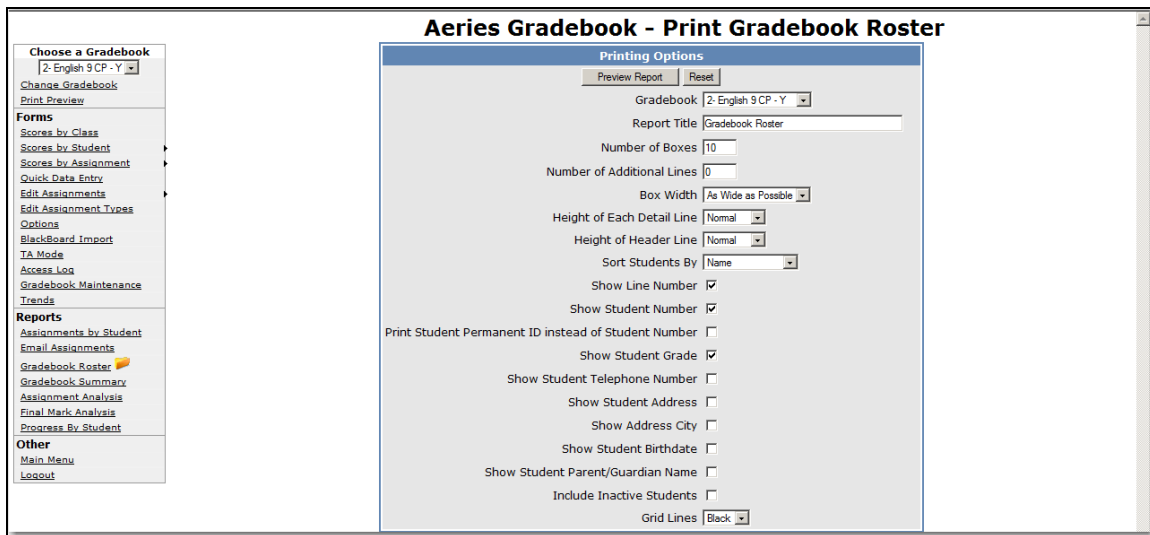 Aeries Gradebook - Print Gradebook Roster
Choose a Gradebook
2- English 9 CP - Y
Change Gradebook
Print Preview
Forms
Scores by Class
Scores by Student
Scores by Assignment
Quick Data Entry
Edit Assignments
Edit Assignment Types
Options
BlackBoard Import
TA Mode
Access Log
Gradebook Maintenance
Trends
Reports
Assignments by Student
Email Assignments
Gradebook Roster
Gradebook Summary
Assignment Analysis
Final Mark Analysis
Progress By Student
Other
Main Menu
Logout
Printing Options
Preview Report Reset
Gradebook 2- English 9 CP - Y
Report Title Gradebook Roster
Number of Boxes 10
Number of Additional Lines 0
Box Width As Wide as Possible
Height of Each Detail Line Normal
Height of Header Line Normal
Sort Students By Name
Show Line Number
Show Student Number
Print Student Permanent ID instead of Student Number
Show Student Grade
Show Student Telephone Number
Show Student Address
Show Address City
Show Student Birthdate
Show Student Parent/Guardian Name
Include Inactive Students
Grid Lines Black